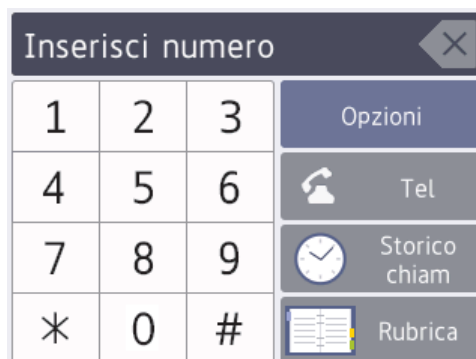 Inserisci numero
1 2 3
Opzioni
4 5 6
Tel
7 8 9
Storico
chiam
* 0 #
Rubrica